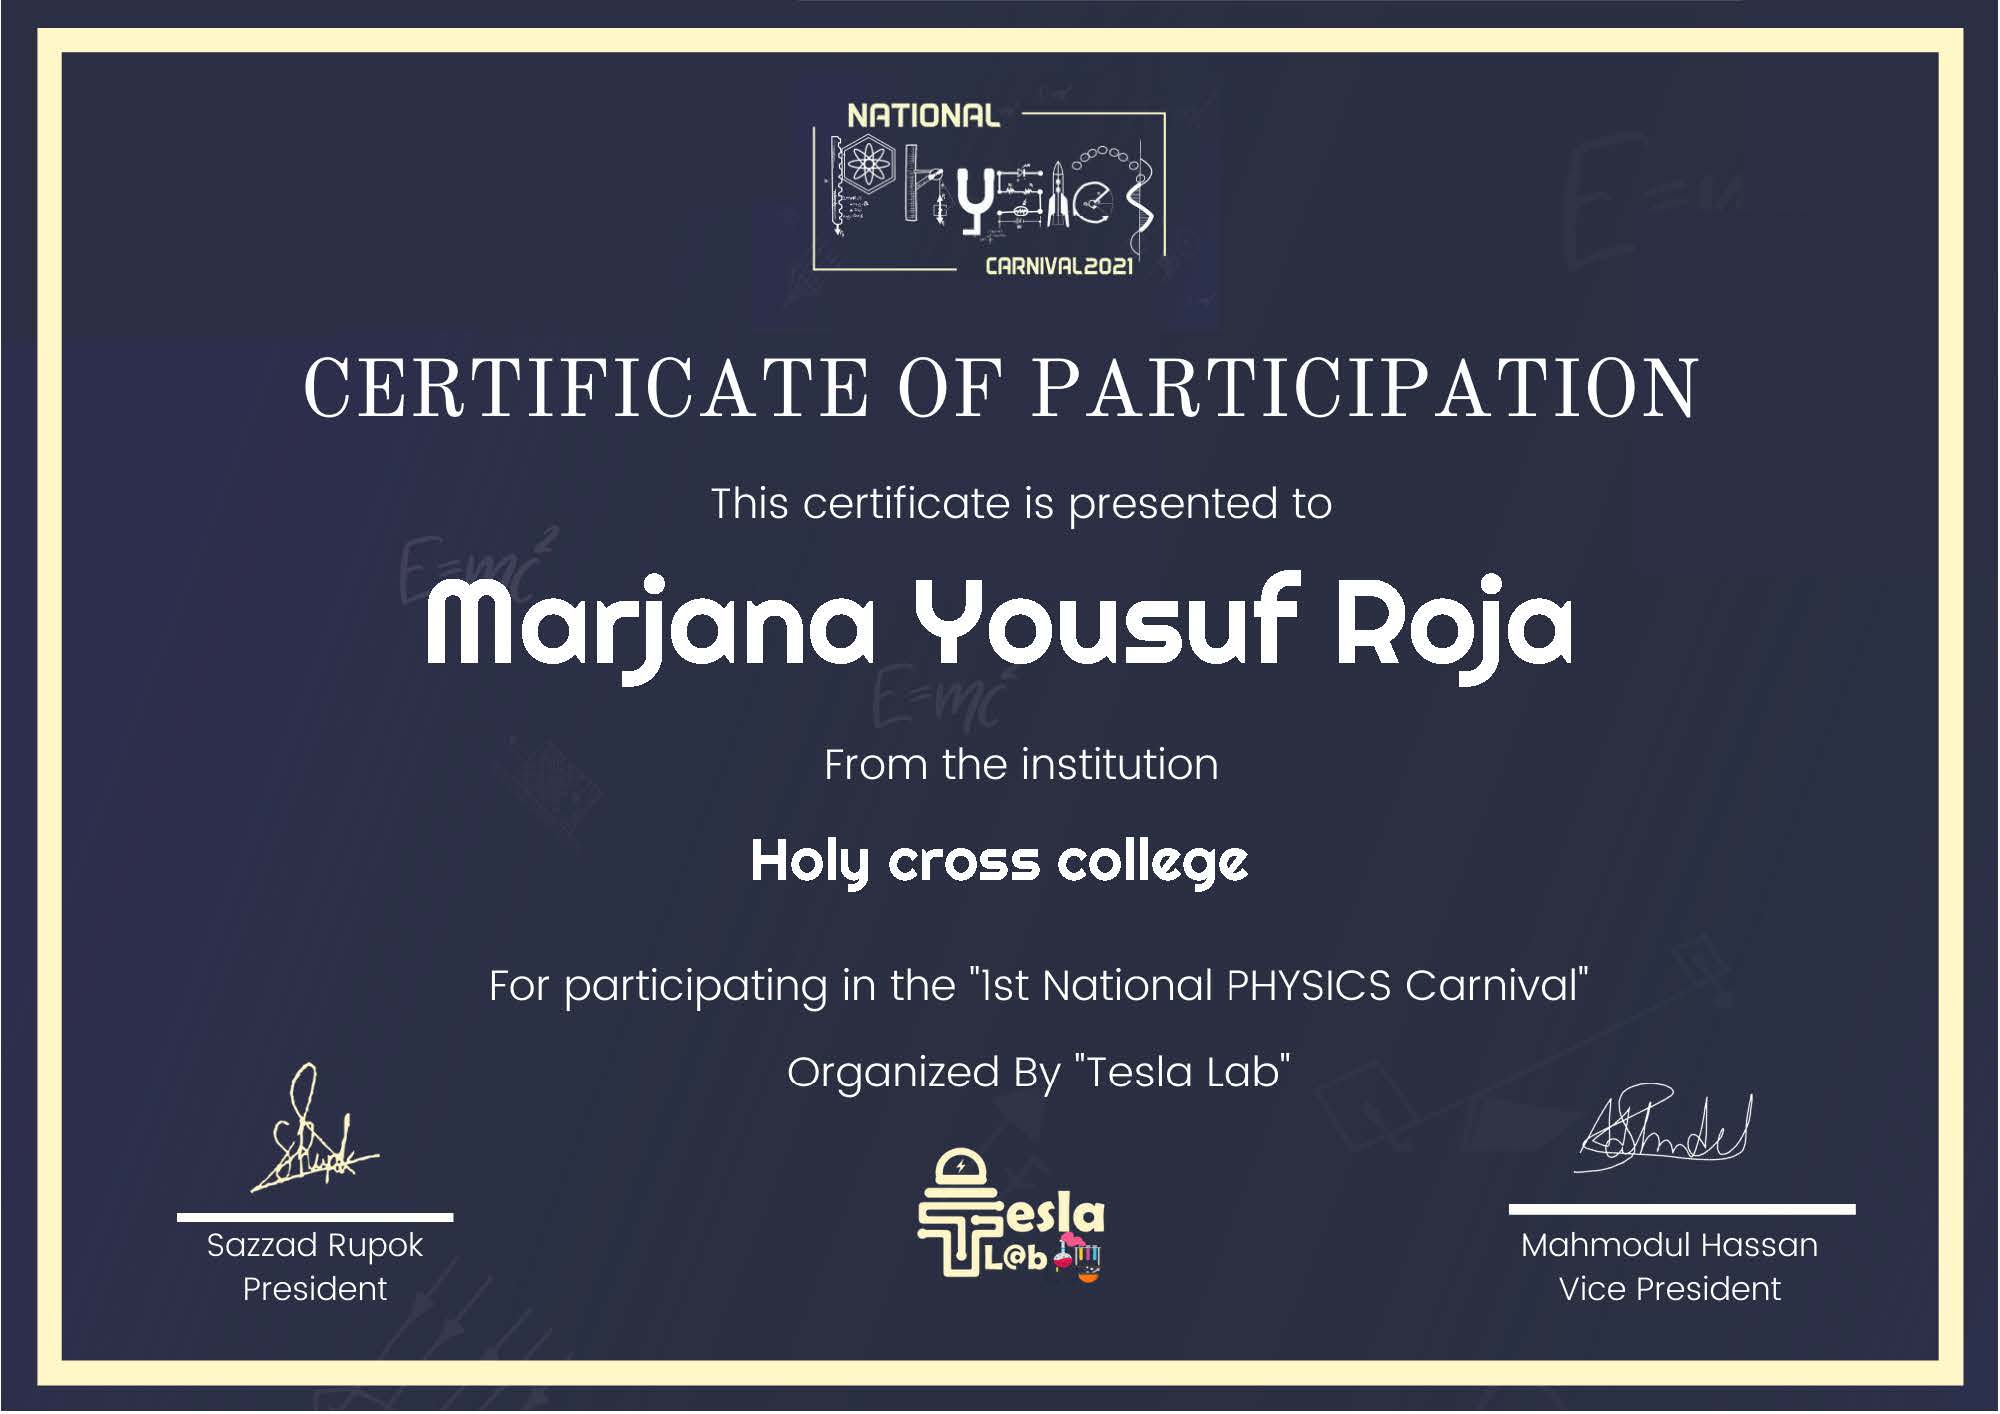 NATIONAL
Physics
CARNIVAL2021
CERTIFICATE OF PARTICIPATION
This certificate is presented to
E=mc²
Marjana Yousuf Roja
E=mc²
From the institution
Holy cross college
For participating in the "1st National PHYSICS Carnival"
Organized By "Tesla Lab"
Tesla
L@b
Sazzad Rupok
President
Mahmodul Hassan
Vice President